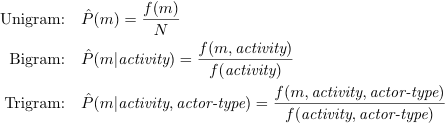 Unigram: P̂(m) = f(m) / N
Bigram: P̂(m|activity) = f(m, activity) / f(activity)
Trigram: P̂(m|activity, actor-type) = f(m, activity, actor-type) / f(activity, actor-type)